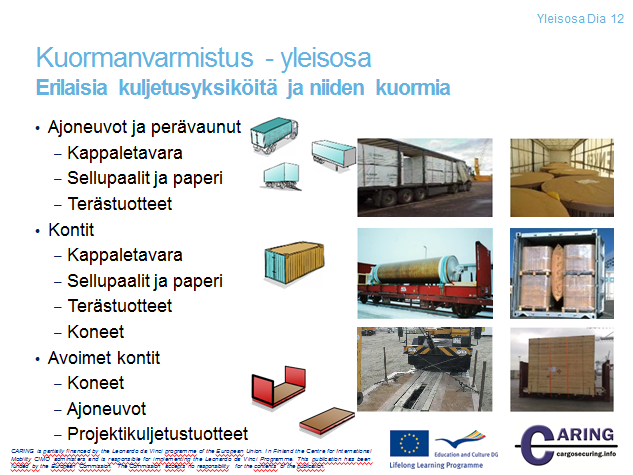 Yleisosa Dia 12
Kuormanvarmistus - yleisosa
Erilaisia kuljetusyksiköitä ja niiden kuormia
• Ajoneuvot ja perävaunut
– Kappaletavara
– Sellupaalit ja paperi
– Terästuotteet
• Kontit
– Kappaletavara
– Sellupaalit ja paperi
– Terästuotteet
– Koneet
• Avoimet kontit
– Koneet
– Ajoneuvot
– Projektikuljetustuotteet
CARING is partially financed by the Leonardo da Vinci programme of the European Union. In Finland the Centre for International
Mobility CIMO administers and is responsible for implementing the Leonardo da Vinci Programme. This publication has been
funded by the European Commission. The Commission accepts no responsibility for the contents of the publication.
Education and Culture DG
Lifelong Learning Programme
CARING
cargosecuring.info